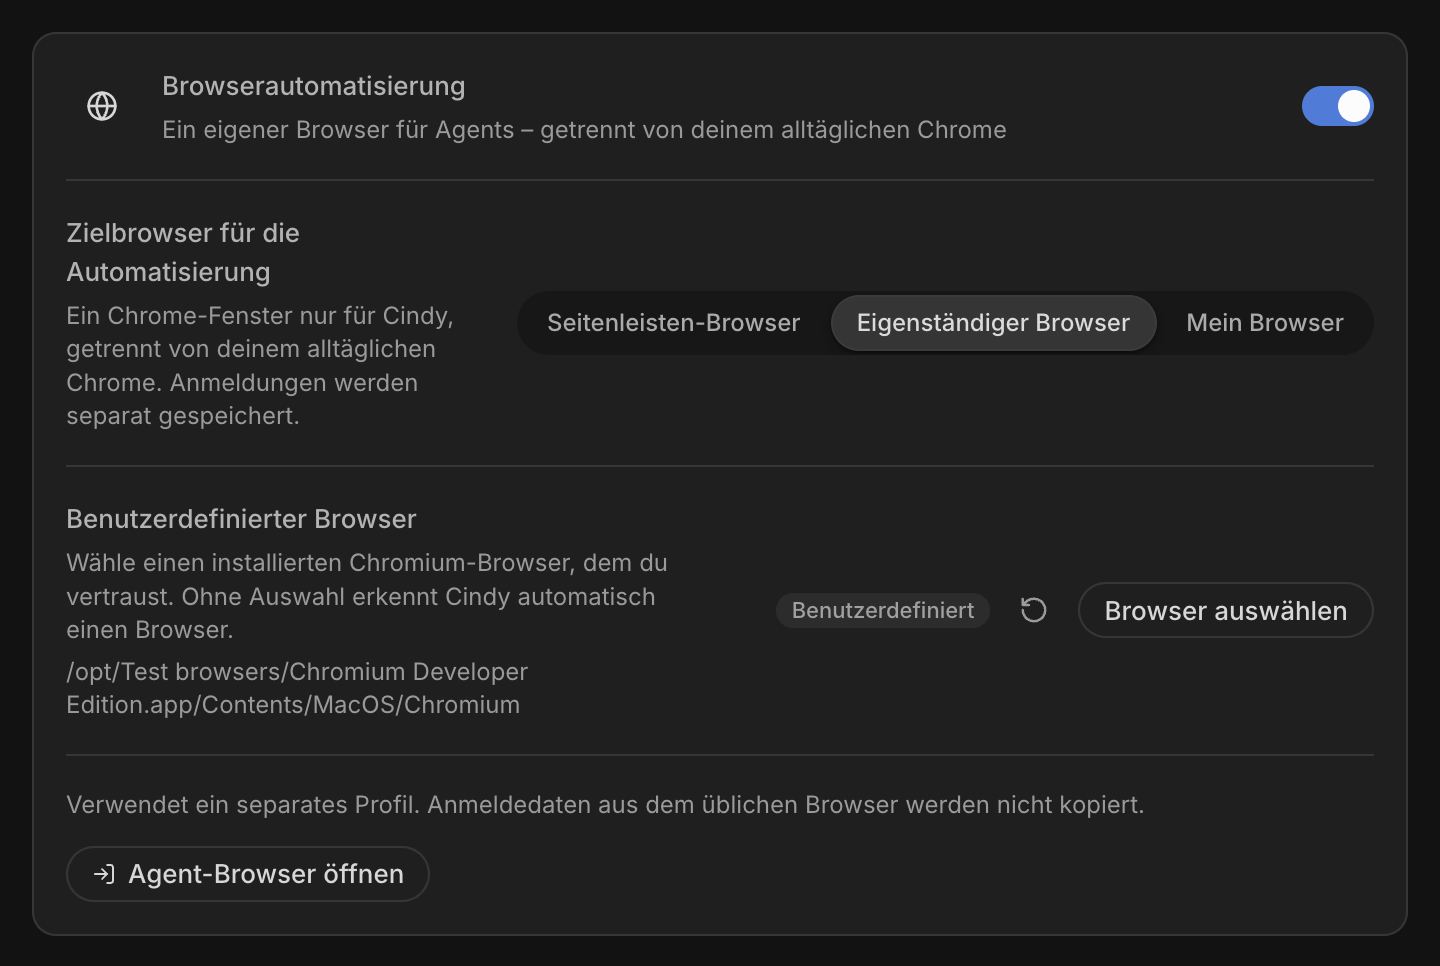 Browserautomatisierung
Ein eigener Browser für Agents – getrennt von deinem alltäglichen Chrome
Zielbrowser für die
Automatisierung
Ein Chrome-Fenster nur für Cindy,
getrennt von deinem alltäglichen
Chrome. Anmeldungen werden
separat gespeichert.
Seitenleisten-Browser
Eigenständiger Browser
Mein Browser
Benutzerdefinierter Browser
Wähle einen installierten Chromium-Browser, dem du
vertraust. Ohne Auswahl erkennt Cindy automatisch
einen Browser.
/opt/Test browsers/Chromium Developer
Edition.app/Contents/MacOS/Chromium
Benutzerdefiniert
Browser auswählen
Verwendet ein separates Profil. Anmeldedaten aus dem üblichen Browser werden nicht kopiert.
Agent-Browser öffnen